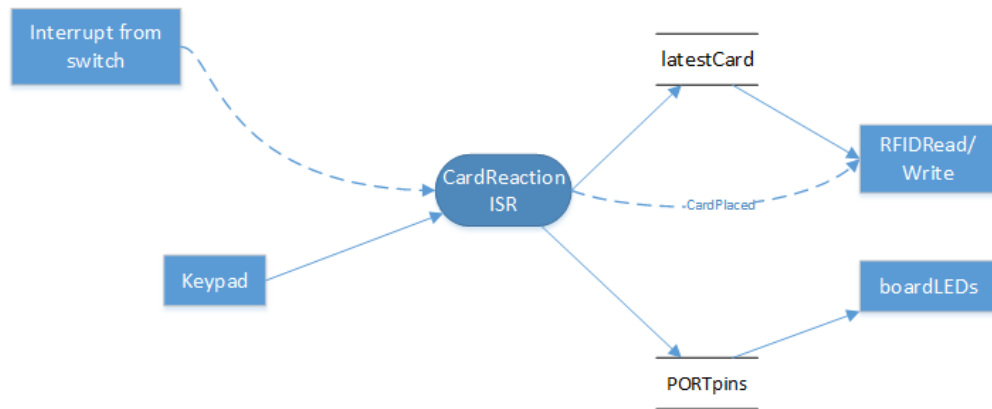 Interrupt from
switch
latestCard
RFIDRead/
Write
CardReaction
ISR
CardPlaced
Keypad
boardLEDs
PORTpins